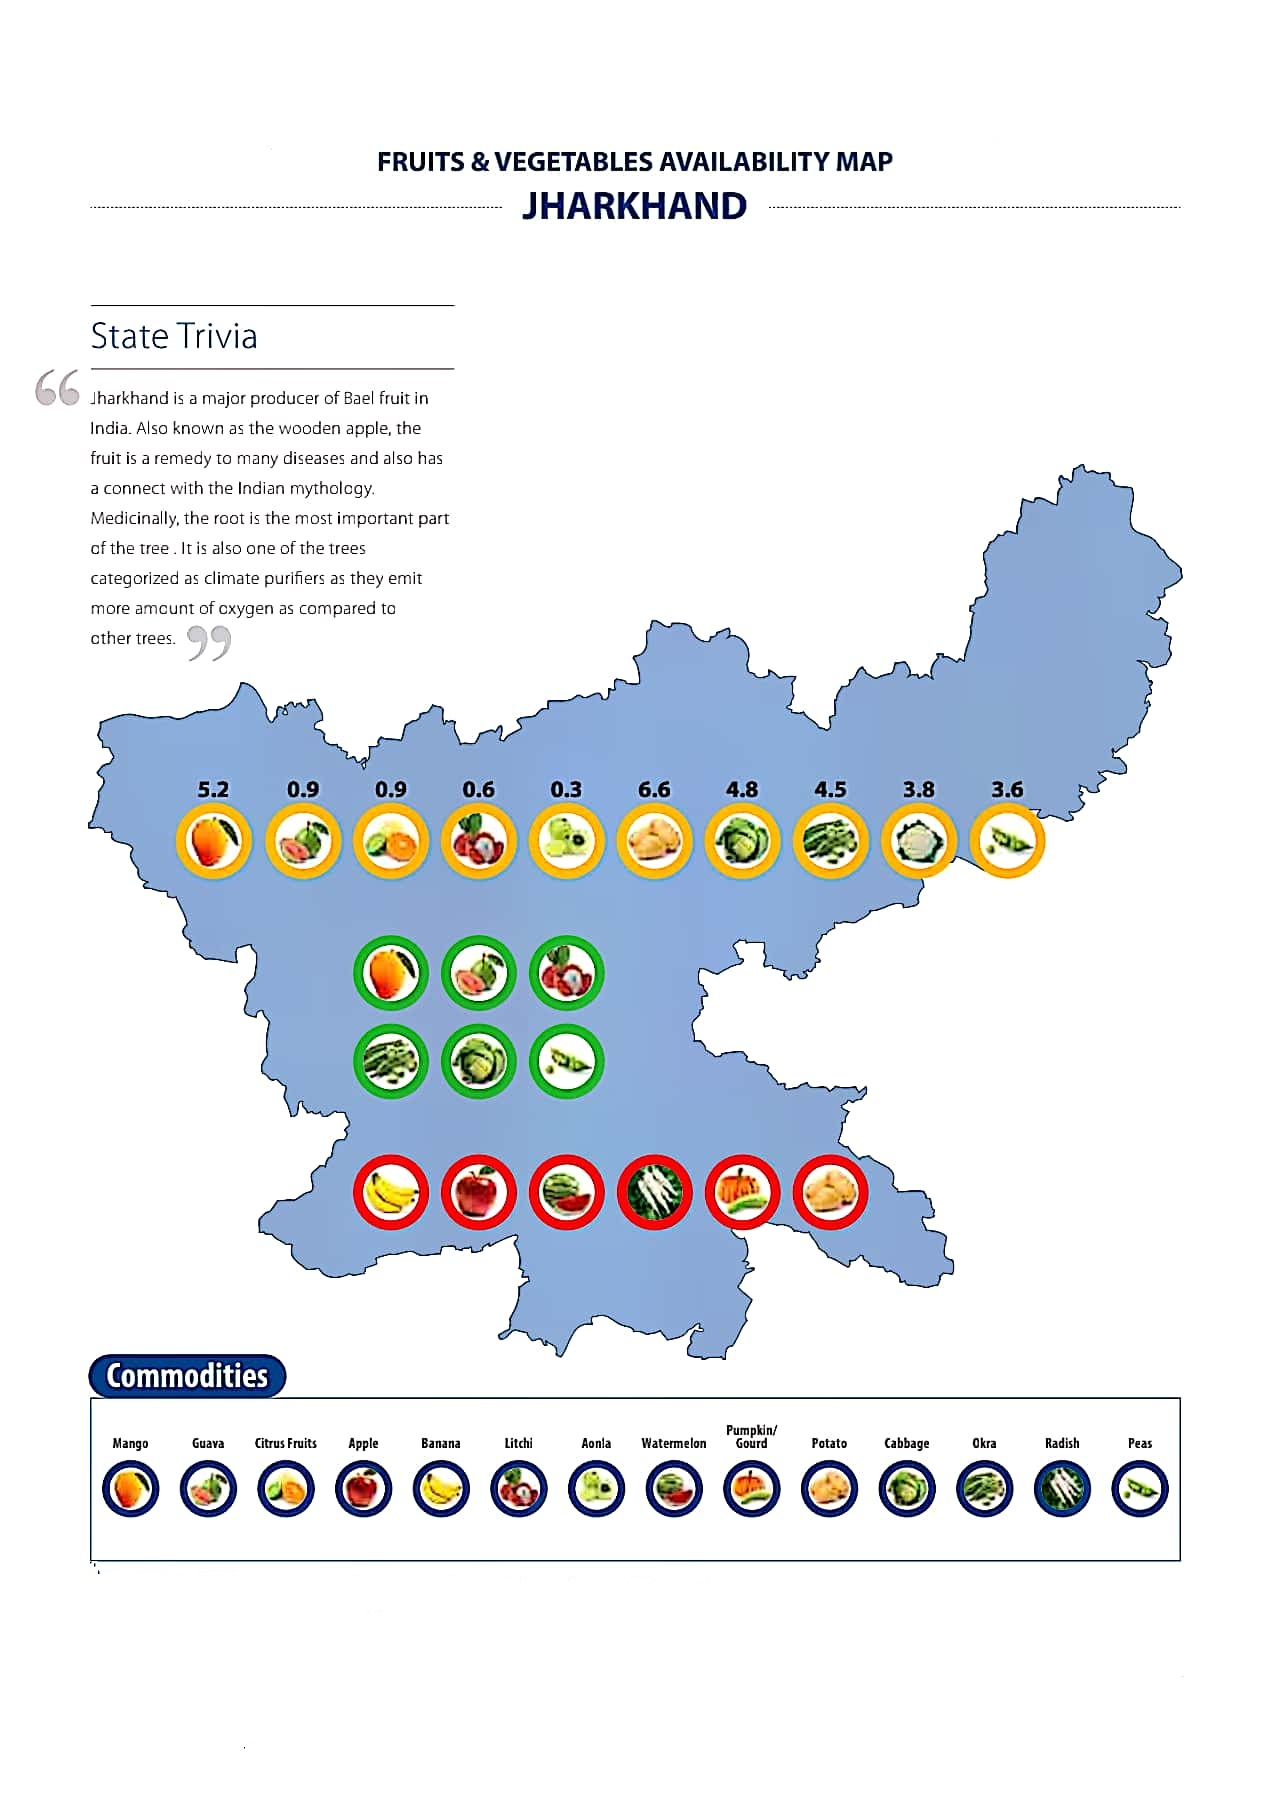 FRUITS & VEGETABLES AVAILABILITY MAP
JHARKHAND
State Trivia
“
Jharkhand is a major producer of Bael fruit in
India. Also known as the wooden apple, the
fruit is a remedy to many diseases and also has
a connect with the Indian mythology.
Medicinally, the root is the most important part
of the tree . It is also one of the trees
categorized as climate purifiers as they emit
more amount of oxygen as compared to
other trees. ”
5.2 0.9 0.9 0.6 0.3 6.6 4.8 4.5 3.8 3.6
Commodities
Mango Guava Citrus Fruits Apple Banana Litchi Aonla Watermelon Pumpkin/
Gourd Potato Cabbage Okra Radish Peas